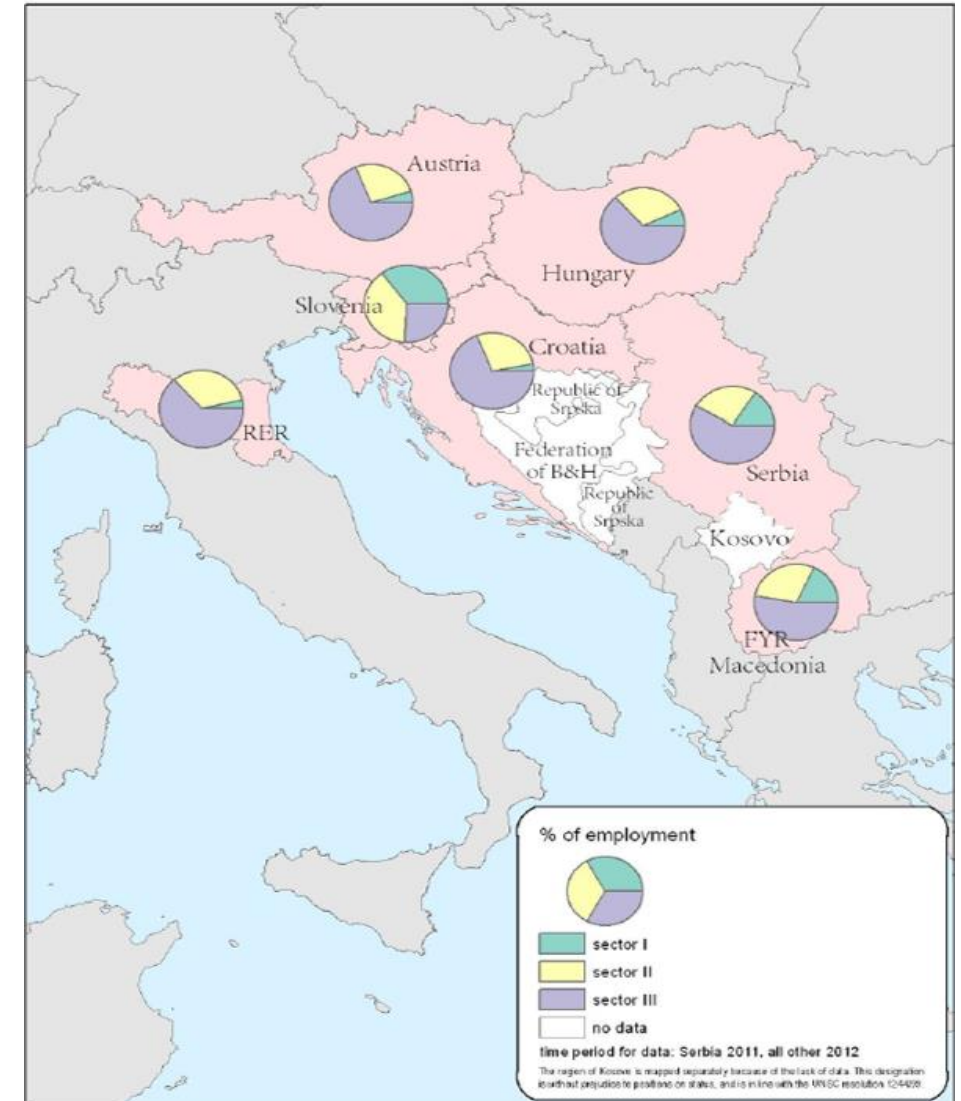 Austria
Hungary
Slovenia
Croatia
Republic of
Srpska
RER
Federation
of B&H
Serbia
Republic
of
Srpska
Kosovo
FYR
Macedonia
% of employment
sector I
sector II
sector III
no data
time period for data: Serbia 2011, all other 2012
The region of Kosovo is mapped separately because of the lack of data. This designation
is without prejudice to positions on status, and is in line with the UNSC resolution